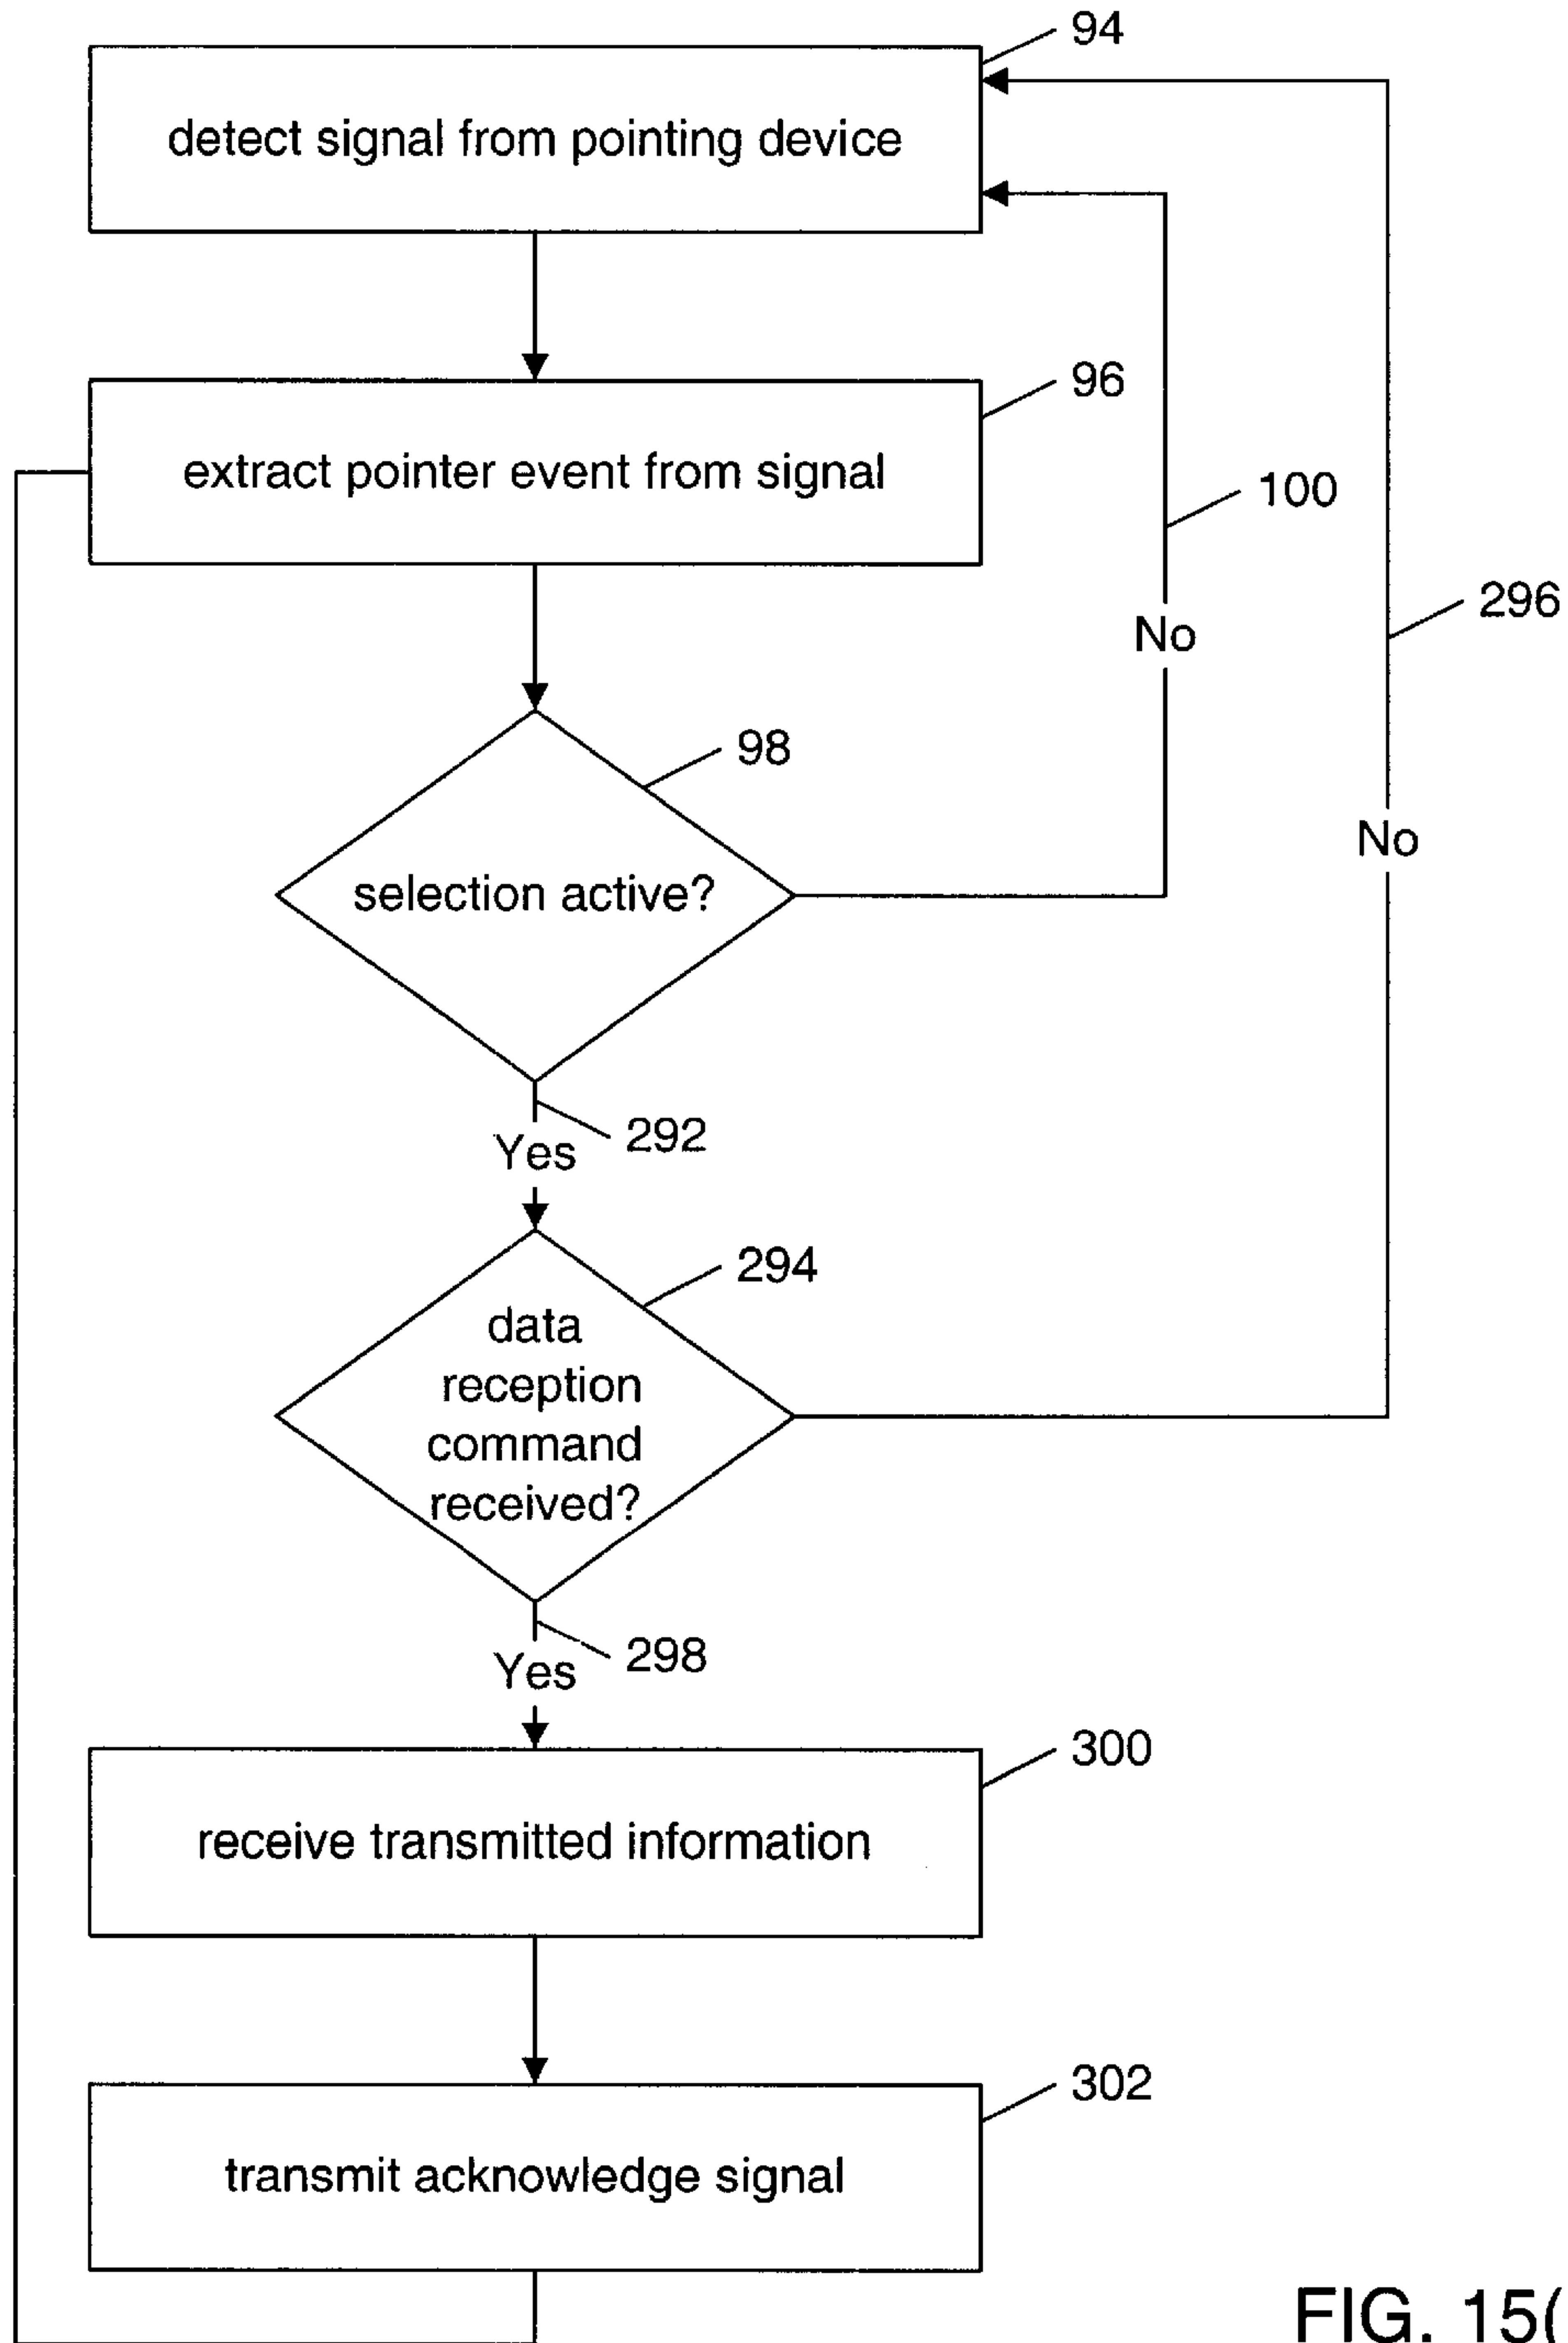 94
detect signal from pointing device
96
extract pointer event from signal
100
296
No
98
selection active?
No
292
Yes
294
data
reception
command
received?
298
Yes
300
receive transmitted information
302
transmit acknowledge signal
FIG. 15(